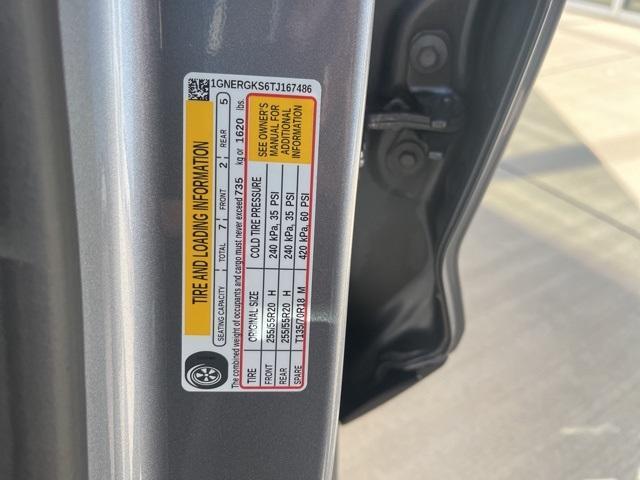 1GNERGKS6TJ167486
TIRE AND LOADING INFORMATION
SEATING CAPACITY TOTAL 7 FRONT 2 REAR 5
The combined weight of occupants and cargo must never exceed 735 kg or 1620 lbs.
TIRE ORIGINAL SIZE COLD TIRE PRESSURE
FRONT 255/55R20 H 240 kPa, 35 PSI
REAR 255/55R20 H 240 kPa, 35 PSI
SPARE T135/70R18 M 420 kPa, 60 PSI
SEE OWNER'S
MANUAL FOR
ADDITIONAL
INFORMATION